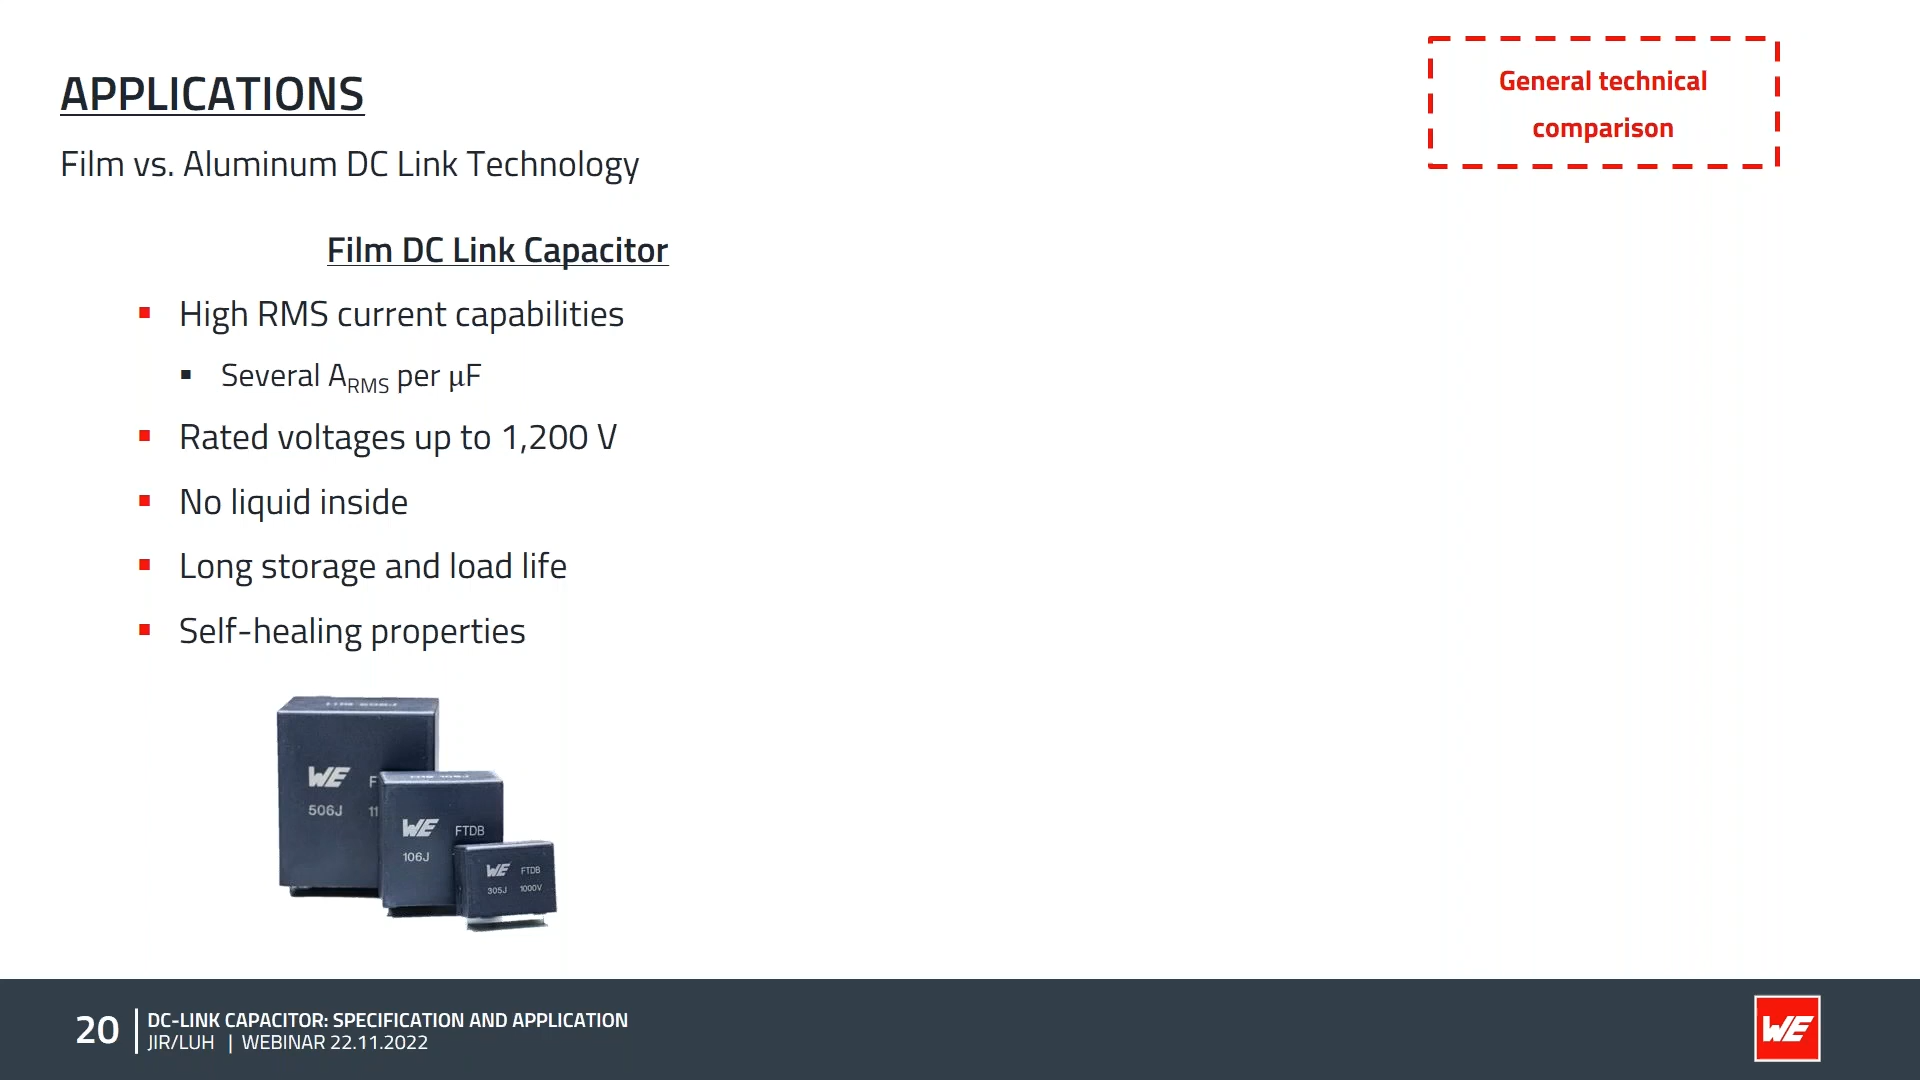 APPLICATIONS
General technical
comparison
Film vs. Aluminum DC Link Technology
Film DC Link Capacitor
High RMS current capabilities
Several ARMS per µF
Rated voltages up to 1,200 V
No liquid inside
Long storage and load life
Self-healing properties
WE F
506J 11
WE FTDB
106J
WE FTDB
305J 1000V
20
DC-LINK CAPACITOR: SPECIFICATION AND APPLICATION
JIR/LUH | WEBINAR 22.11.2022
WE